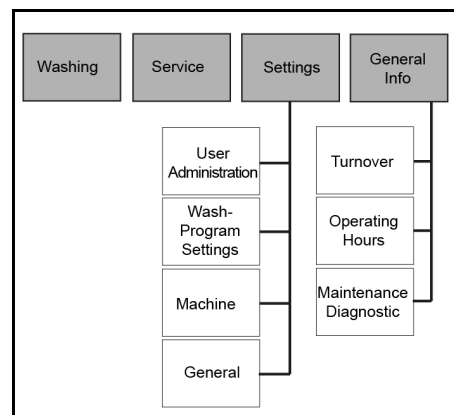 Washing
Service
Settings
General
Info
User
Administration
Wash-
Program
Settings
Machine
General
Turnover
Operating
Hours
Maintenance
Diagnostic